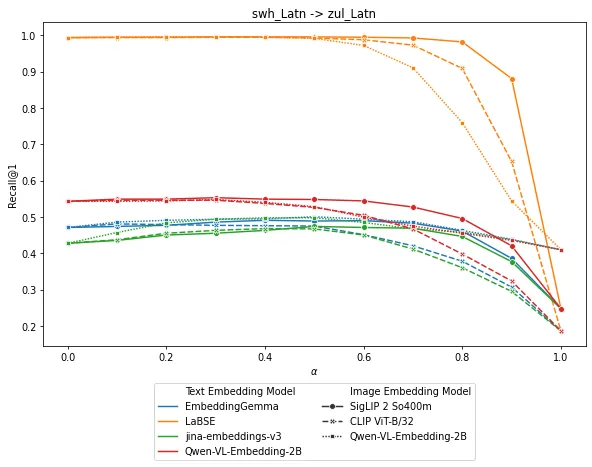 swh_Latn -> zul_Latn
Recall@1
1.0
0.9
0.8
0.7
0.6
0.5
0.4
0.3
0.2
0.0 0.2 0.4 0.6 0.8 1.0
α
Text Embedding Model Image Embedding Model
EmbeddingGemma SigLIP 2 So400m
LaBSE CLIP ViT-B/32
jina-embeddings-v3 Qwen-VL-Embedding-2B
Qwen-VL-Embedding-2B